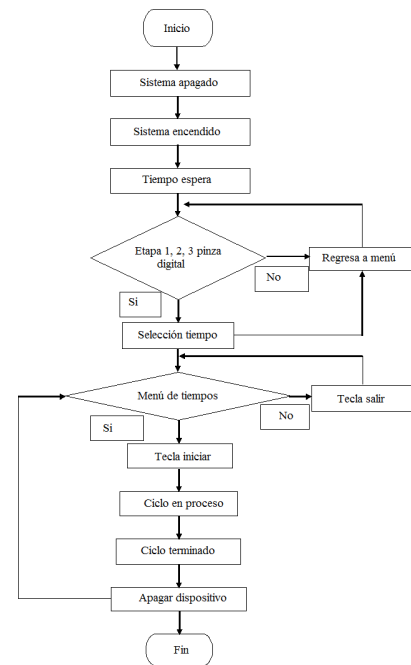 Inicio
Sistema apagado
Sistema encendido
Tiempo espera
Etapa 1, 2, 3 pinza
digital
Regresa a menú
No
Si
Selección tiempo
Menú de tiempos
Tecla salir
No
Si
Tecla iniciar
Ciclo en proceso
Ciclo terminado
Apagar dispositivo
Fin